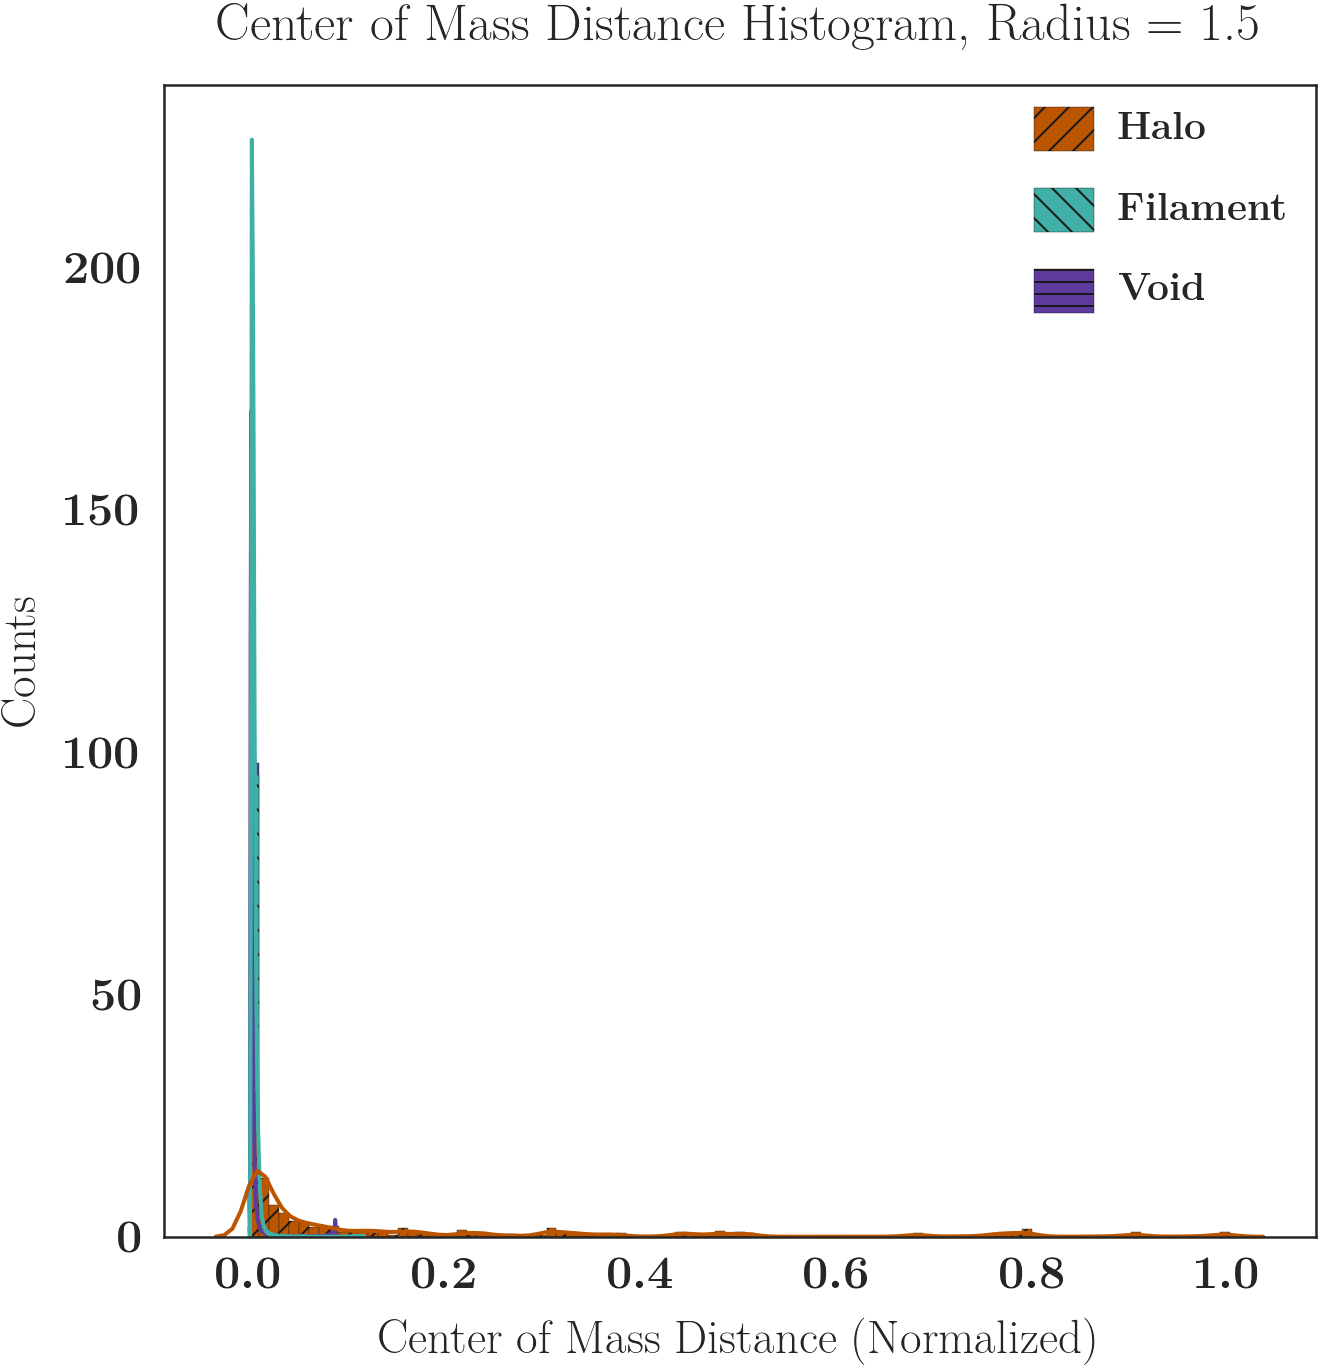 Center of Mass Distance Histogram, Radius = 1.5
Halo
Filament
Void
200
150
100
50
0
Counts
0.0 0.2 0.4 0.6 0.8 1.0
Center of Mass Distance (Normalized)